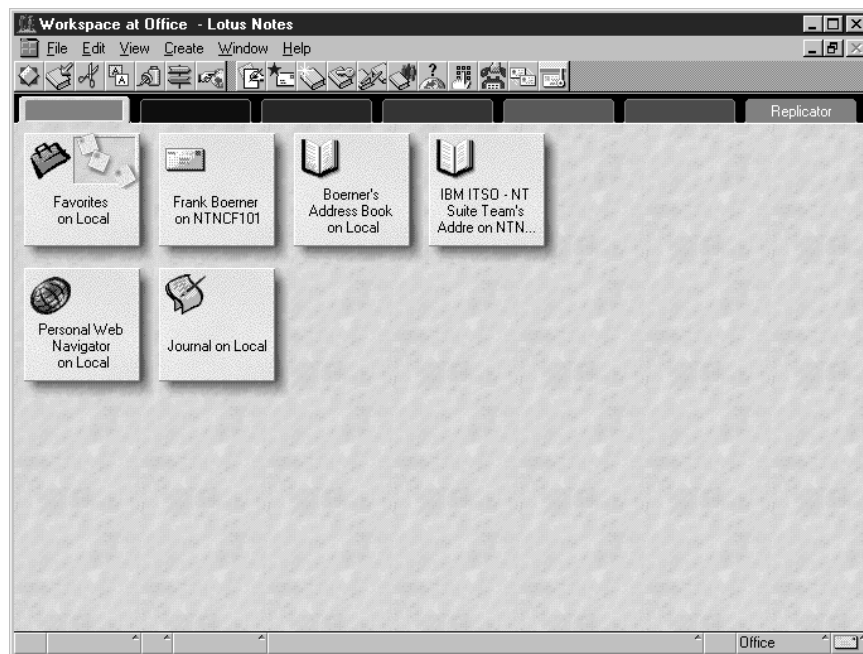 Workspace at Office - Lotus Notes
File Edit View Create Window Help
Replicator
Favorites
on Local
Frank Boerner
on NTNCF101
Boerner's
Address Book
on Local
IBM ITSO - NT
Suite Team's
Addre on NTN...
Personal Web
Navigator
on Local
Journal on Local
Office